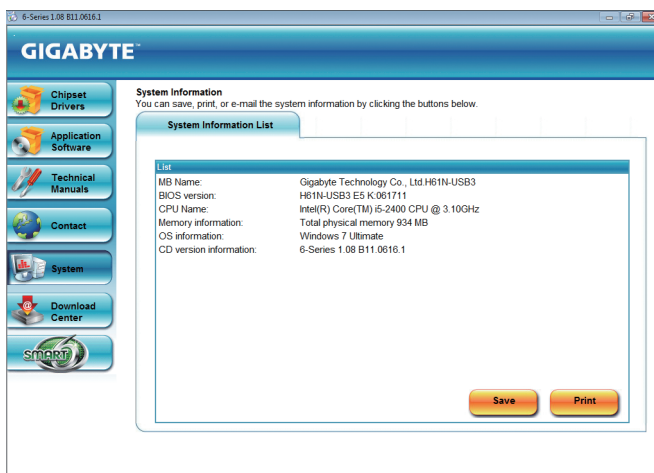 6-Series 1.08 B11.0616.1
GIGABYTE™
Chipset
Drivers
Application
Software
Technical
Manuals
Contact
System
Download
Center
SMART6
System Information
You can save, print, or e-mail the system information by clicking the buttons below.
System Information List
List
MB Name: Gigabyte Technology Co., Ltd.H61N-USB3
BIOS version: H61N-USB3 E5 K:061711
CPU Name: Intel(R) Core(TM) i5-2400 CPU @ 3.10GHz
Memory information: Total physical memory 934 MB
OS information: Windows 7 Ultimate
CD version information: 6-Series 1.08 B11.0616.1
Save Print